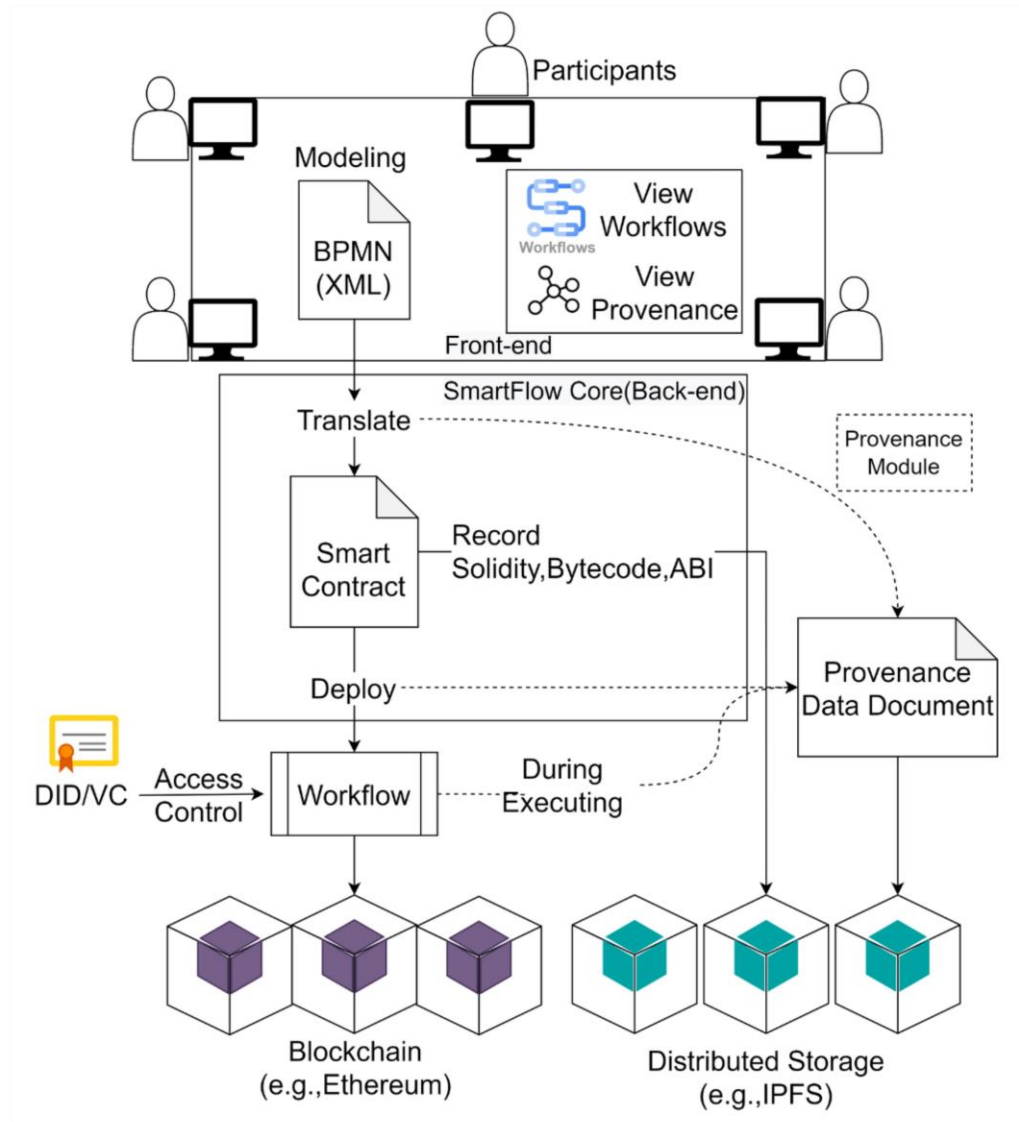 Participants
Modeling
BPMN
(XML)
View
Workflows
Workflows
View
Provenance
Front-end
SmartFlow Core(Back-end)
Translate
Provenance
Module
Smart
Contract
Record
Solidity,Bytecode,ABI
Provenance
Data Document
Deploy
DID/VC
Access
Control
Workflow
During
Executing
Blockchain
(e.g.,Ethereum)
Distributed Storage
(e.g.,IPFS)